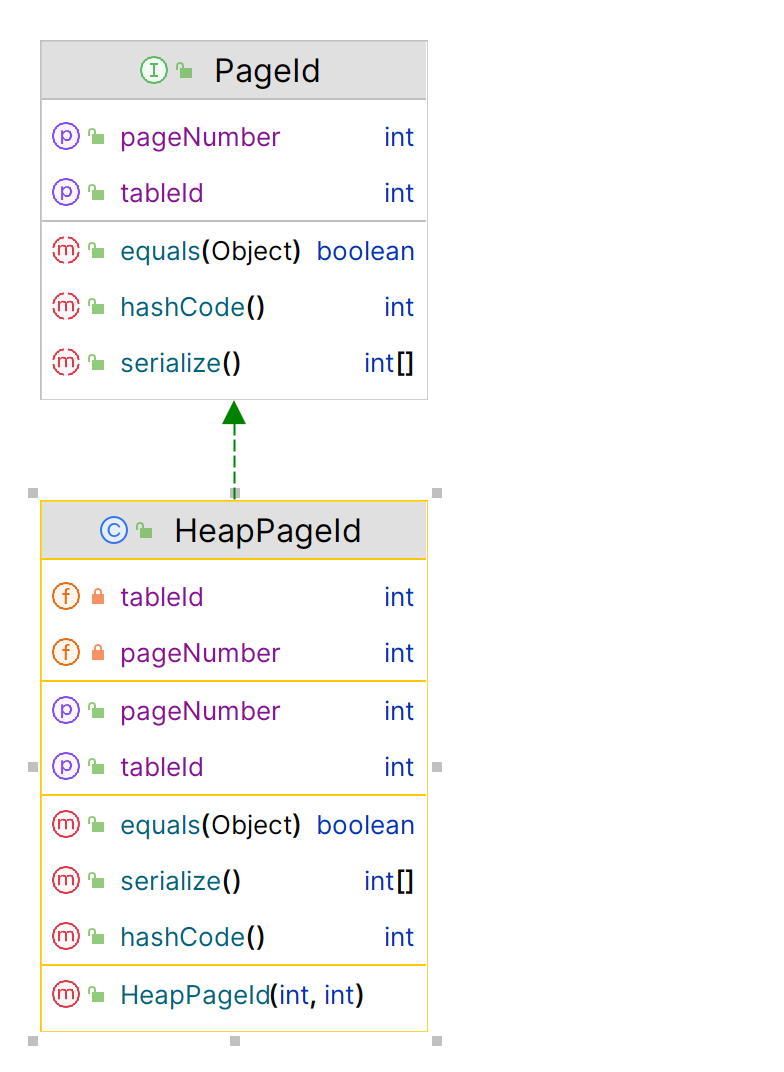 I PageId
p pageNumber int
p tableId int
m equals(Object) boolean
m hashCode() int
m serialize() int[]
C HeapPageId
f tableId int
f pageNumber int
p pageNumber int
p tableId int
m equals(Object) boolean
m serialize() int[]
m hashCode() int
m HeapPageId(int, int)